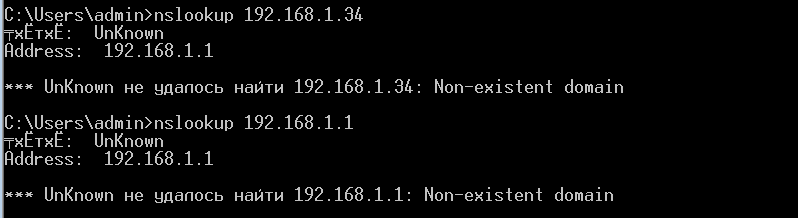 C:\Users\admin>nslookup 192.168.1.34
╤хЁтхЁ:  UnKnown
Address:  192.168.1.1
*** UnKnown не удалось найти 192.168.1.34: Non-existent domain
C:\Users\admin>nslookup 192.168.1.1
╤хЁтхЁ:  UnKnown
Address:  192.168.1.1
*** UnKnown не удалось найти 192.168.1.1: Non-existent domain